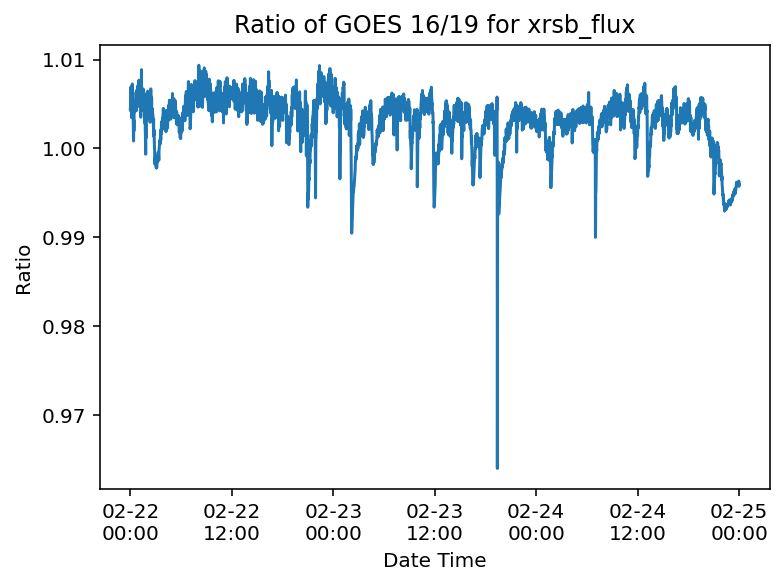 Ratio of GOES 16/19 for xrsb_flux
1.01
1.00
0.99
0.98
0.97
Ratio
02-22 02-22 02-23 02-23 02-24 02-24 02-25
00:00 12:00 00:00 12:00 00:00 12:00 00:00
Date Time